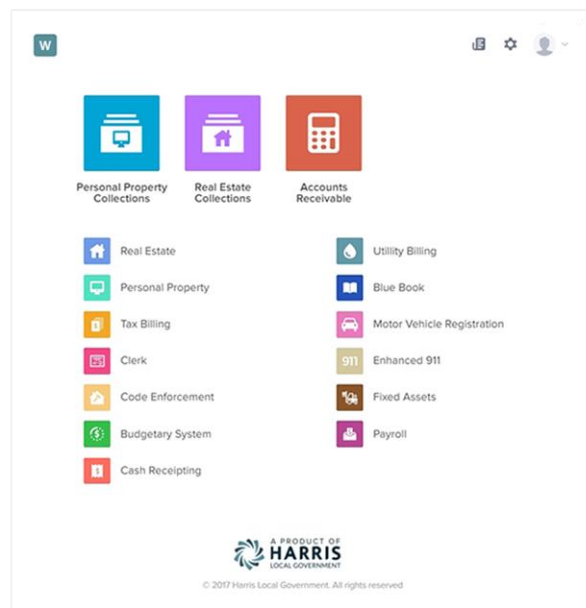 W
Personal Property
Collections
Real Estate
Collections
Accounts
Receivable
Real Estate
Personal Property
Tax Billing
Clerk
Code Enforcement
Budgetary System
Cash Receipting
Utillity Billing
Blue Book
Motor Vehicle Registration
911 Enhanced 911
Fixed Assets
Payroll
A PRODUCT OF
HARRIS
LOCAL GOVERNMENT
© 2017 Harris Local Government. All rights reserved